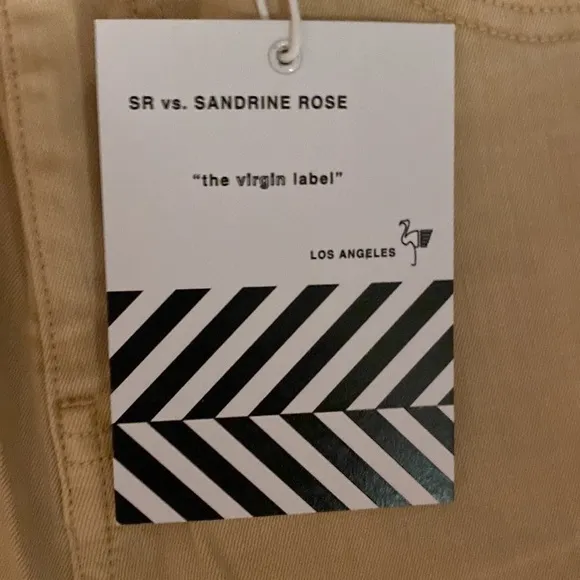 SR vs. SANDRINE ROSE
"the virgin label"
LOS ANGELES